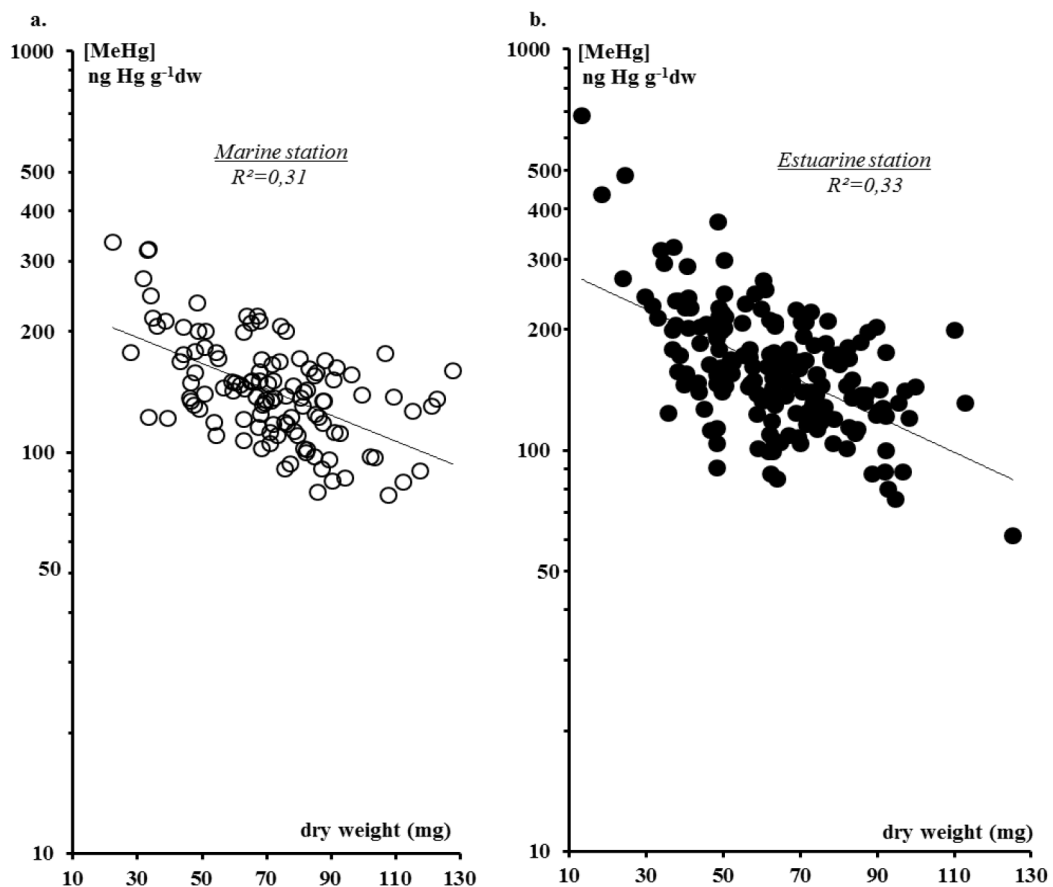 a.
[MeHg]
ng Hg g⁻¹dw
1000
500
400
300
200
100
50
10
Marine station
R²=0,31
dry weight (mg)
10 30 50 70 90 110 130
b.
[MeHg]
ng Hg g⁻¹dw
1000
500
400
300
200
100
50
10
Estuarine station
R²=0,33
dry weight (mg)
10 30 50 70 90 110 130